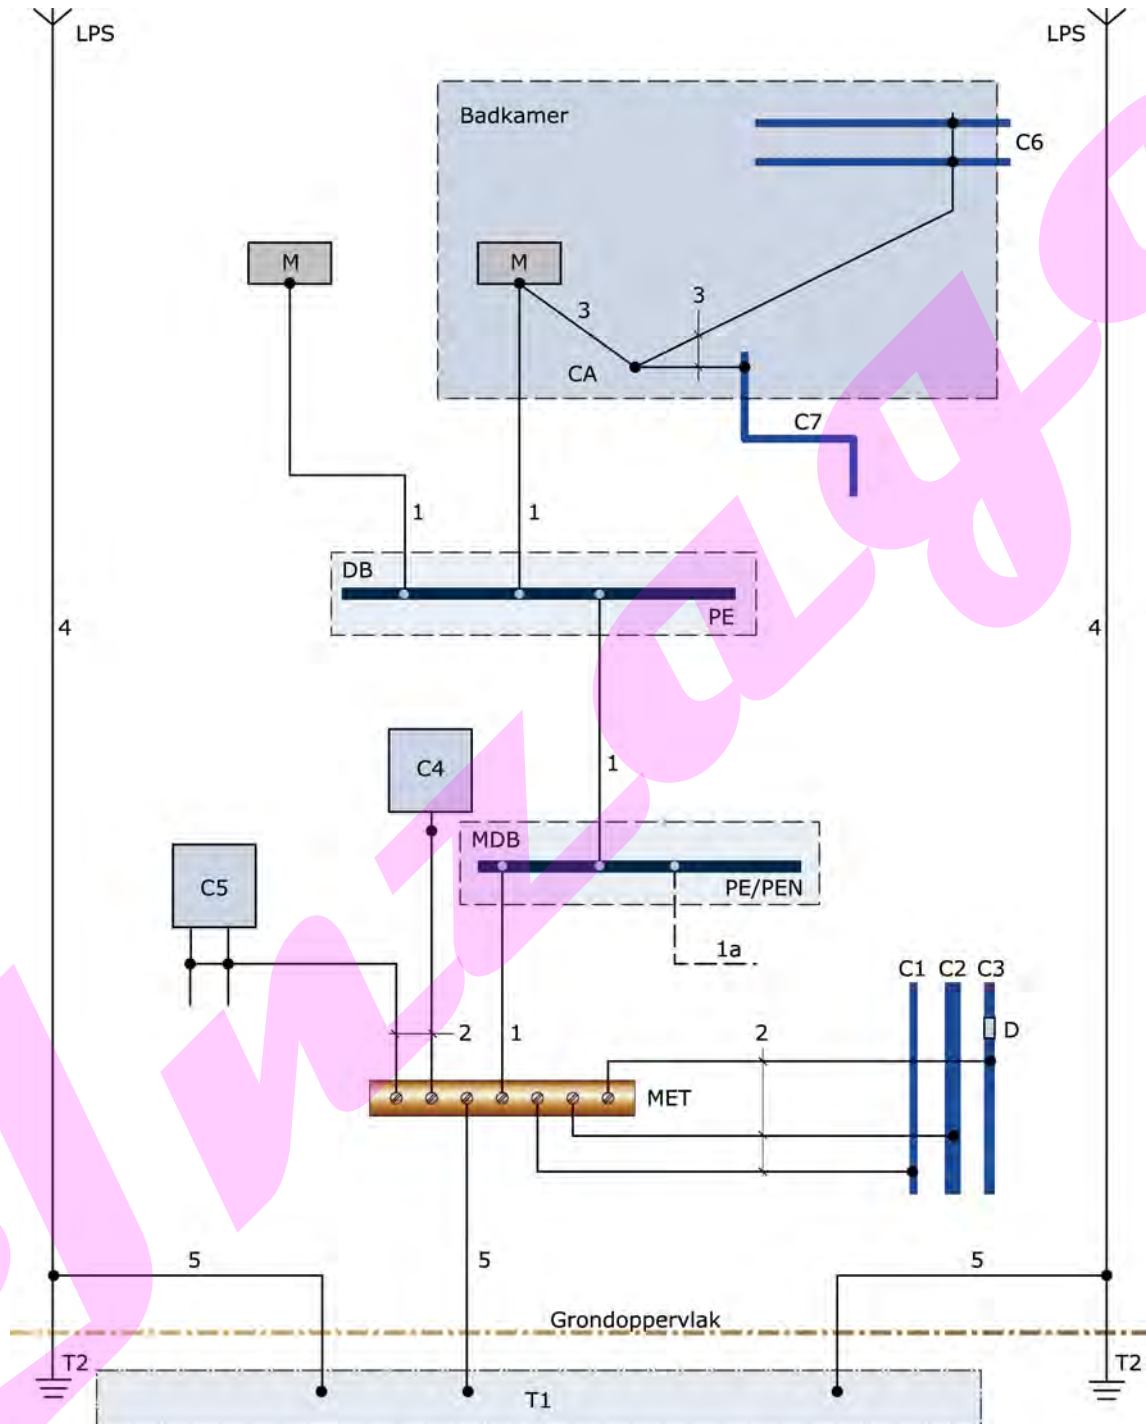 LPS
LPS
Badkamer
C6
M
M
3
3
CA
C7
1
1
DB
PE
4
4
C4
1
MDB
C5
PE/PEN
1a
C1 C2 C3
D
2
1
2
MET
5
5
5
Grondoppervlak
T2
T2
T1